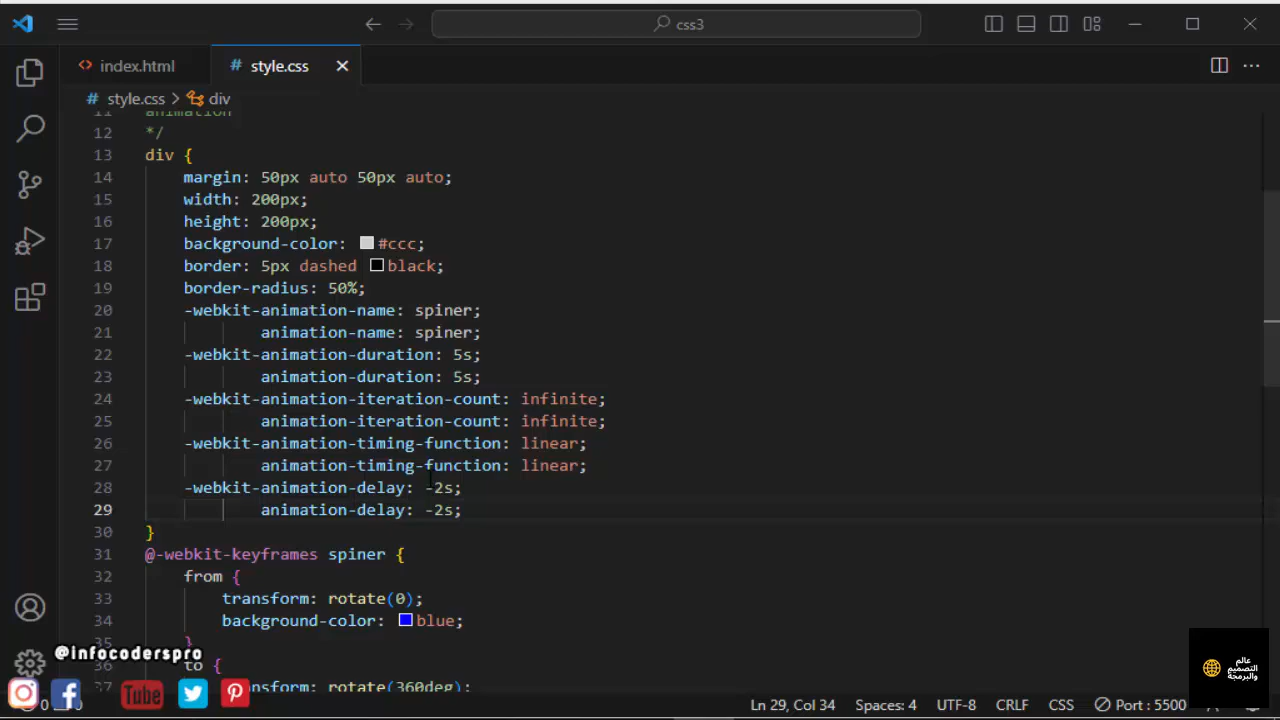 css3
index.html
style.css
style.css > div
11 animation
12 */
13 div {
14 margin: 50px auto 50px auto;
15 width: 200px;
16 height: 200px;
17 background-color: #ccc;
18 border: 5px dashed black;
19 border-radius: 50%;
20 -webkit-animation-name: spiner;
21 animation-name: spiner;
22 -webkit-animation-duration: 5s;
23 animation-duration: 5s;
24 -webkit-animation-iteration-count: infinite;
25 animation-iteration-count: infinite;
26 -webkit-animation-timing-function: linear;
27 animation-timing-function: linear;
28 -webkit-animation-delay: -2s;
29 animation-delay: -2s;
30 }
31 @-webkit-keyframes spiner {
32 from {
33 transform: rotate(0);
34 background-color: blue;
35 }
36 to {
37 transform: rotate(360deg);
@infocoderspro
Tube
عالم
التصميم
والبرمجة
Ln 29, Col 34 Spaces: 4 UTF-8 CRLF CSS Port : 5500